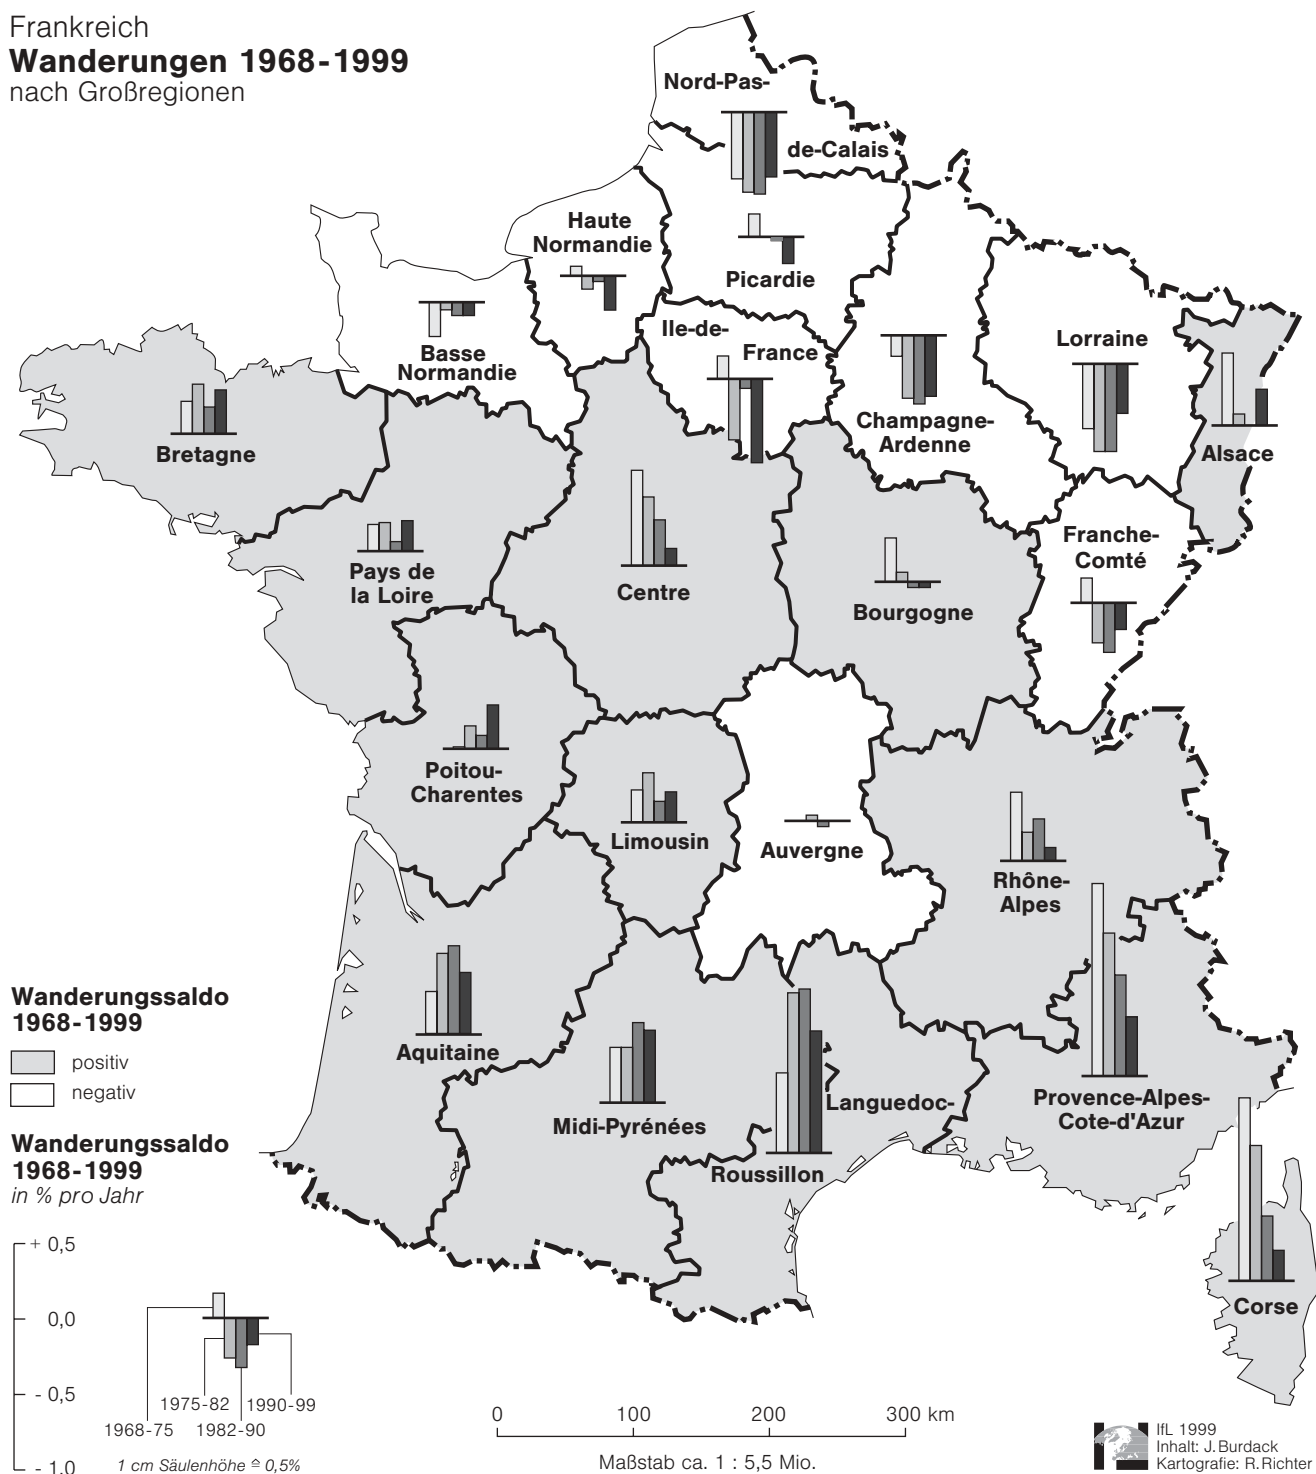 Frankreich
Wanderungen 1968-1999
nach Großregionen
Nord-Pas-
de-Calais
Haute
Normandie
Picardie
Basse
Normandie
Ile-de-
France
Champagne-
Ardenne
Lorraine
Alsace
Bretagne
Pays de
la Loire
Centre
Bourgogne
Franche-
Comté
Poitou-
Charentes
Limousin
Auvergne
Rhône-
Alpes
Aquitaine
Midi-Pyrénées
Languedoc-
Roussillon
Provence-Alpes-
Cote-d'Azur
Corse
Wanderungssaldo
1968-1999
positiv
negativ
Wanderungssaldo
1968-1999
in % pro Jahr
+ 0,5
0,0
- 0,5
- 1,0
1975-82
1990-99
1968-75
1982-90
1 cm Säulenhöhe ≙ 0,5%
0 100 200 300 km
Maßstab ca. 1 : 5,5 Mio.
IfL 1999
Inhalt: J. Burdack
Kartografie: R. Richter